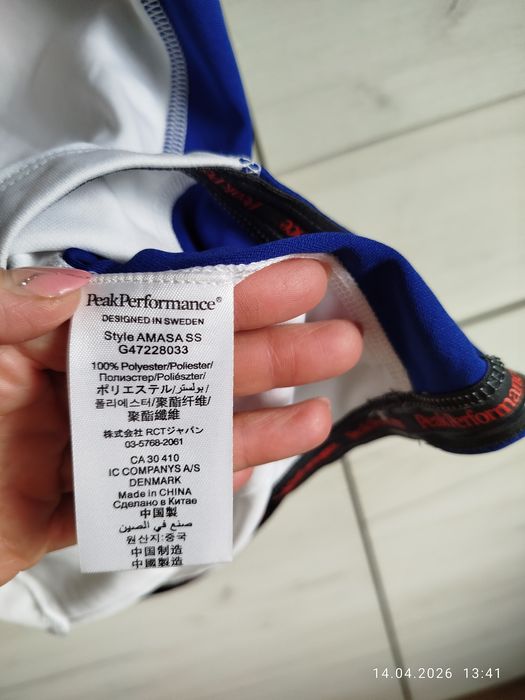 PeakPerformance®
DESIGNED IN SWEDEN
Style AMASA SS
G47228033
100% Polyester/Poliester/
Полиэстер/Poliészter/
ポリエステル/بوليستر/
폴리에스터/聚酯纤维/
聚酯纖維
株式会社 RCTジャパン
03-5768-2061
CA 30 410
IC COMPANYS A/S
DENMARK
Made in CHINA
Сделано в Китае
中国製
صنع في الصين
원산지:중국
中国制造
中國製造
PeakPerformance
14.04.2026 13:41